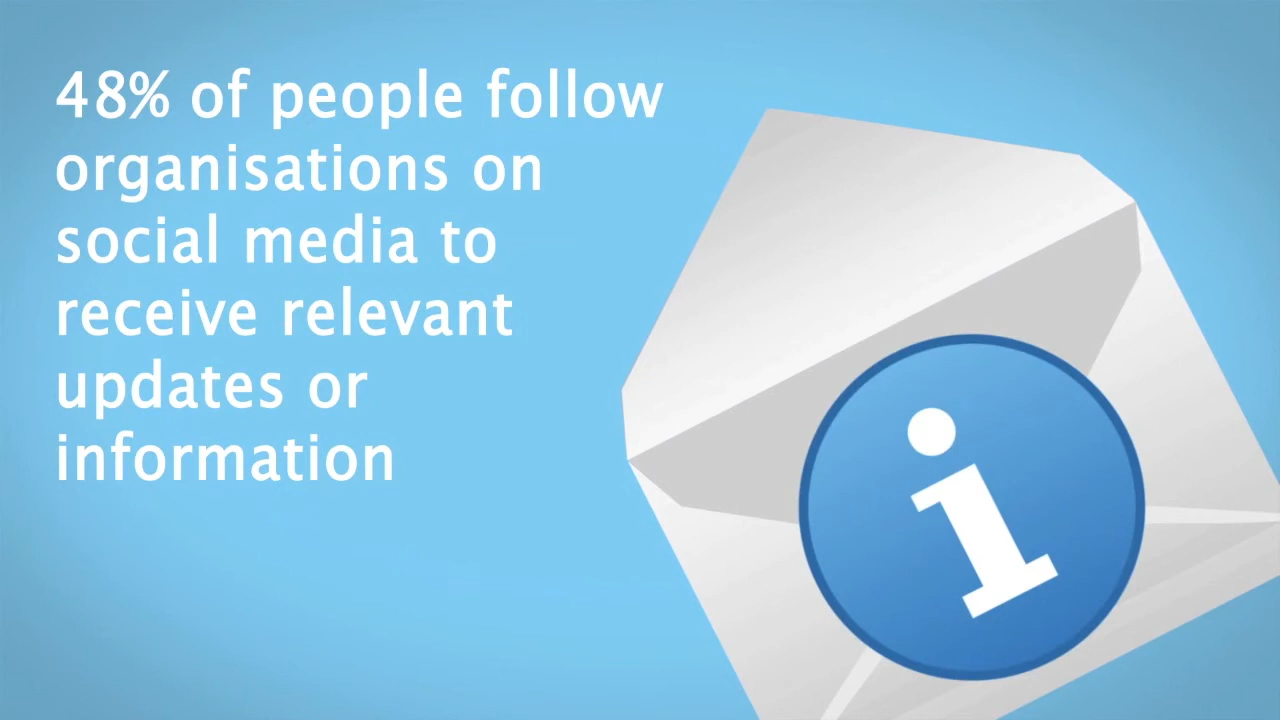 48% of people follow
organisations on
social media to
receive relevant
updates or
information
i